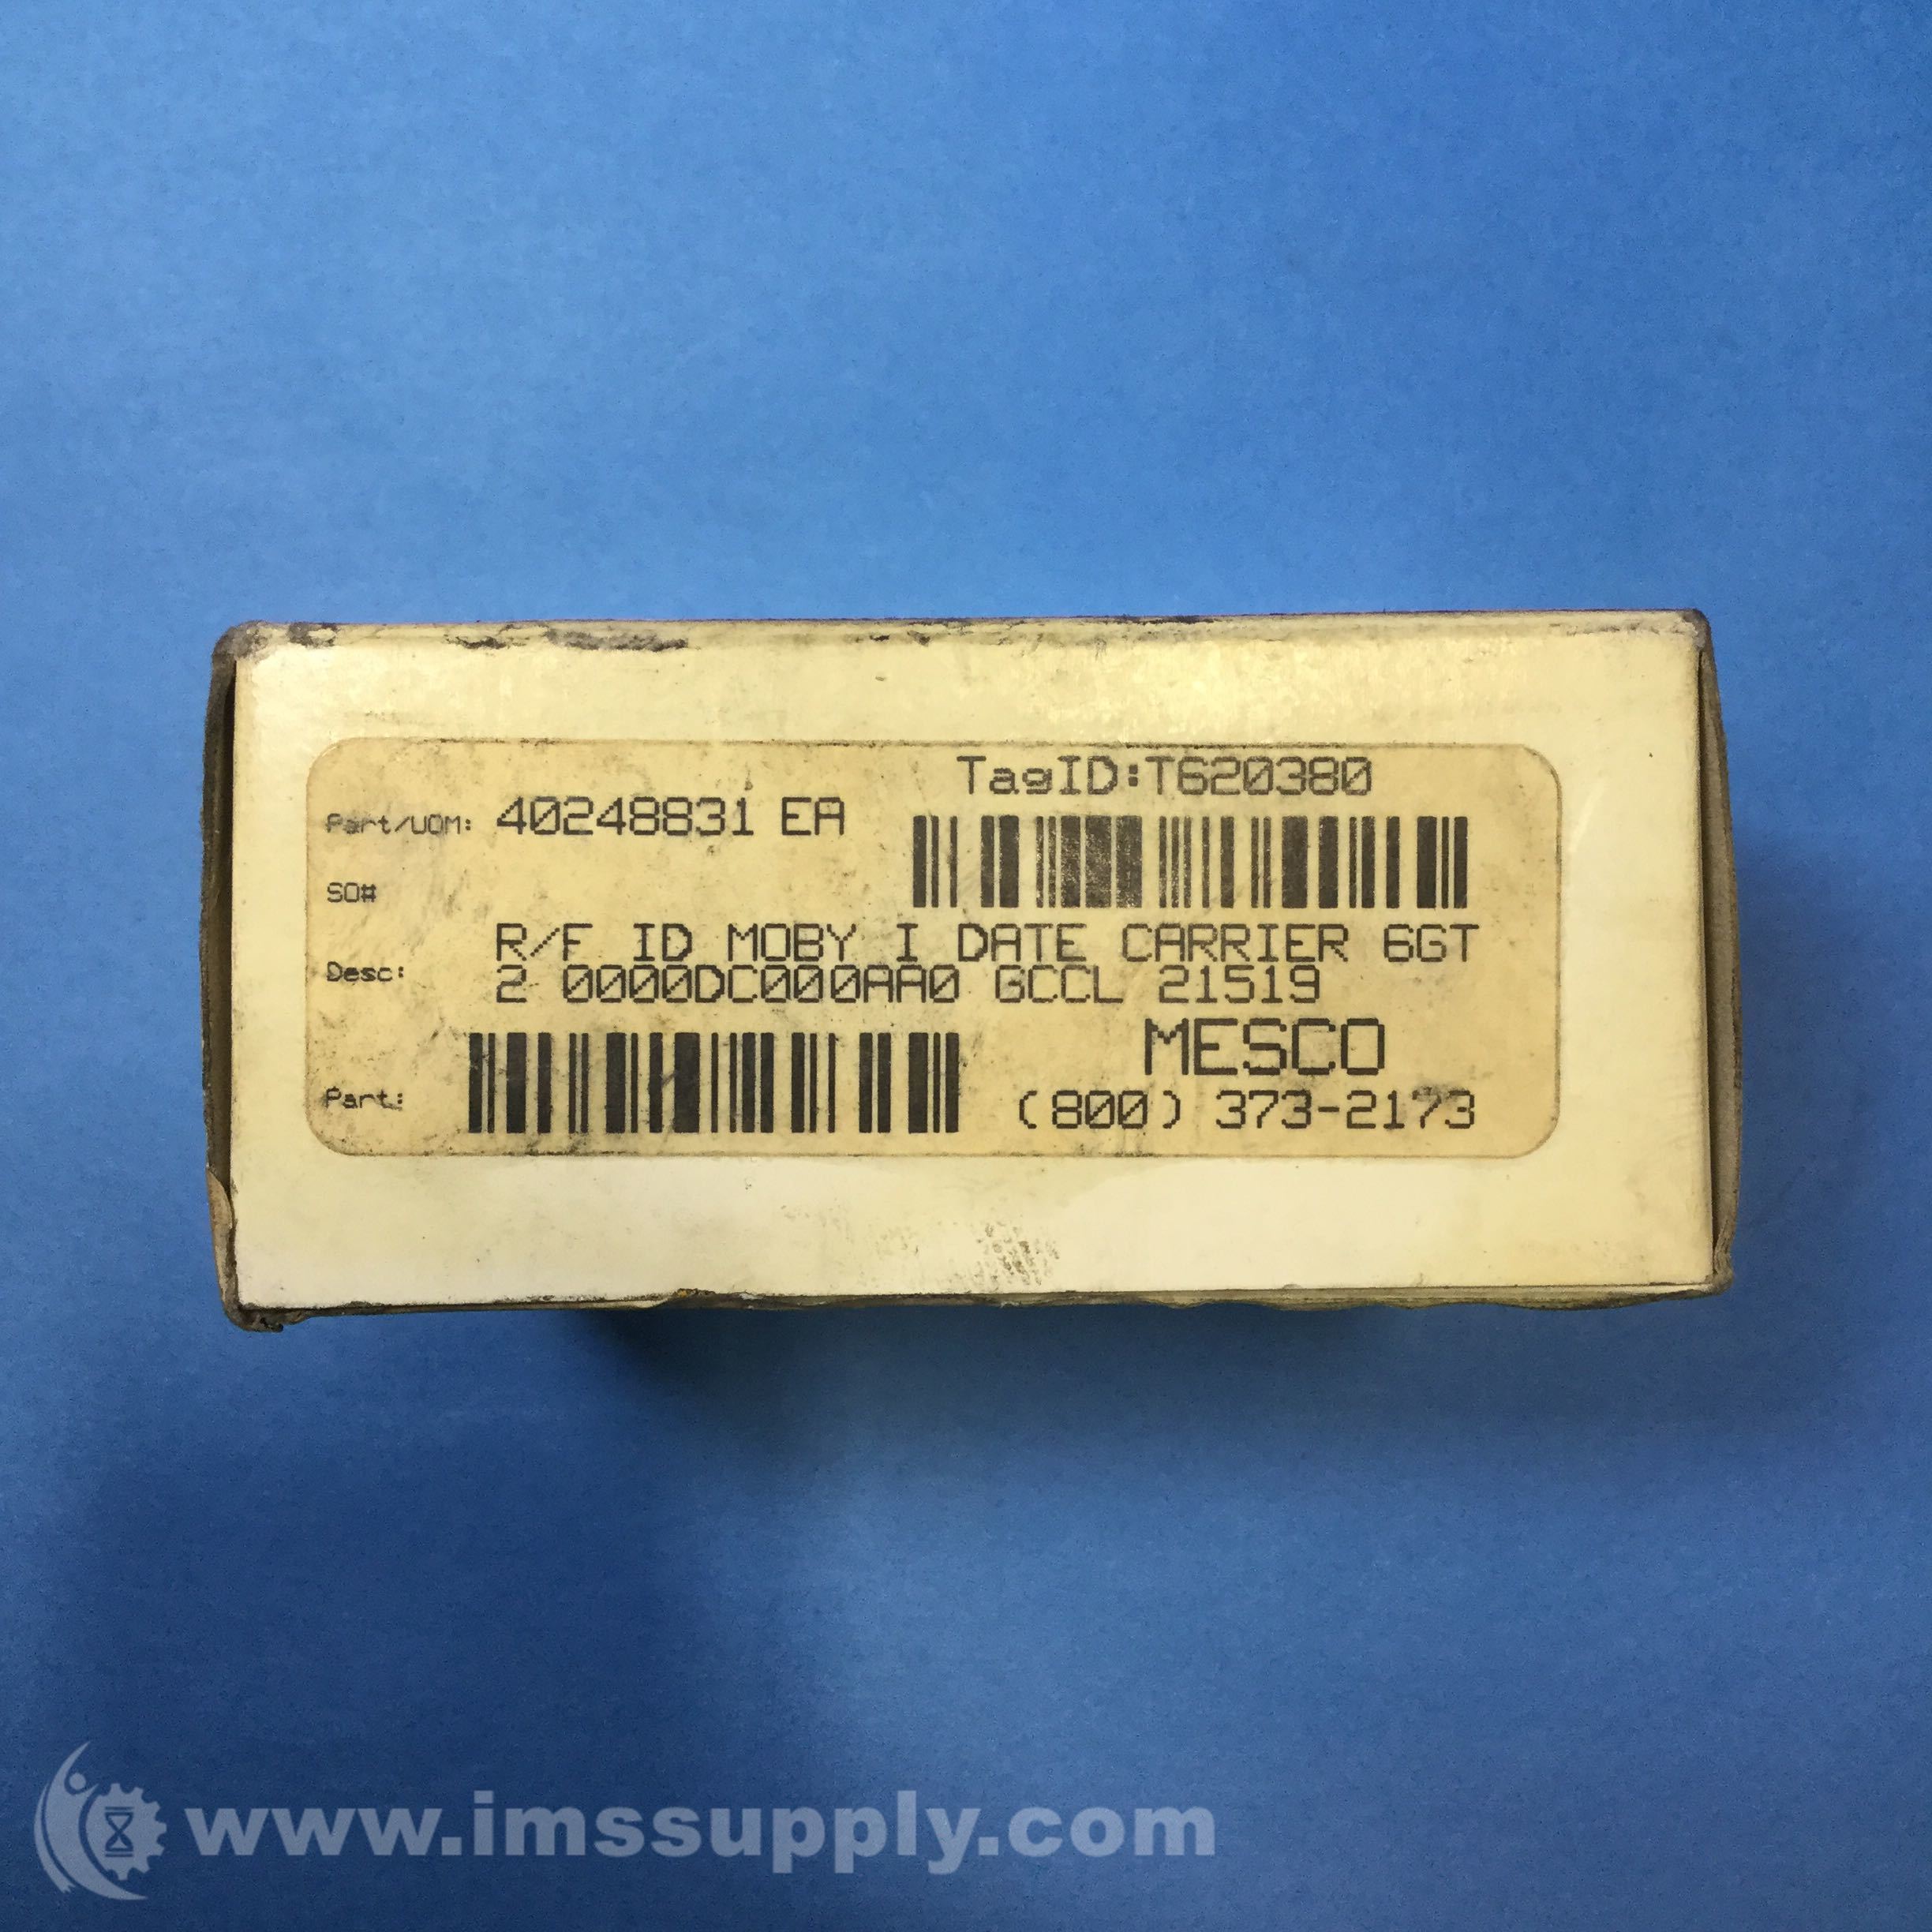 TagID:T620380
Part/UOM: 40248831 EA
SO#
R/F ID MOBY I DATE CARRIER 6GT
Desc: 2 0000DC000AA0 GCCL 21519
MESCO
Part: (800) 373-2173
www.imssupply.com